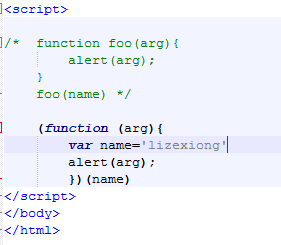 <script>
/* function foo(arg){
alert(arg);
}
foo(name) */
(function (arg){
var name='lizexiong'
alert(arg);
})(name)
</script>
</body>
</html>